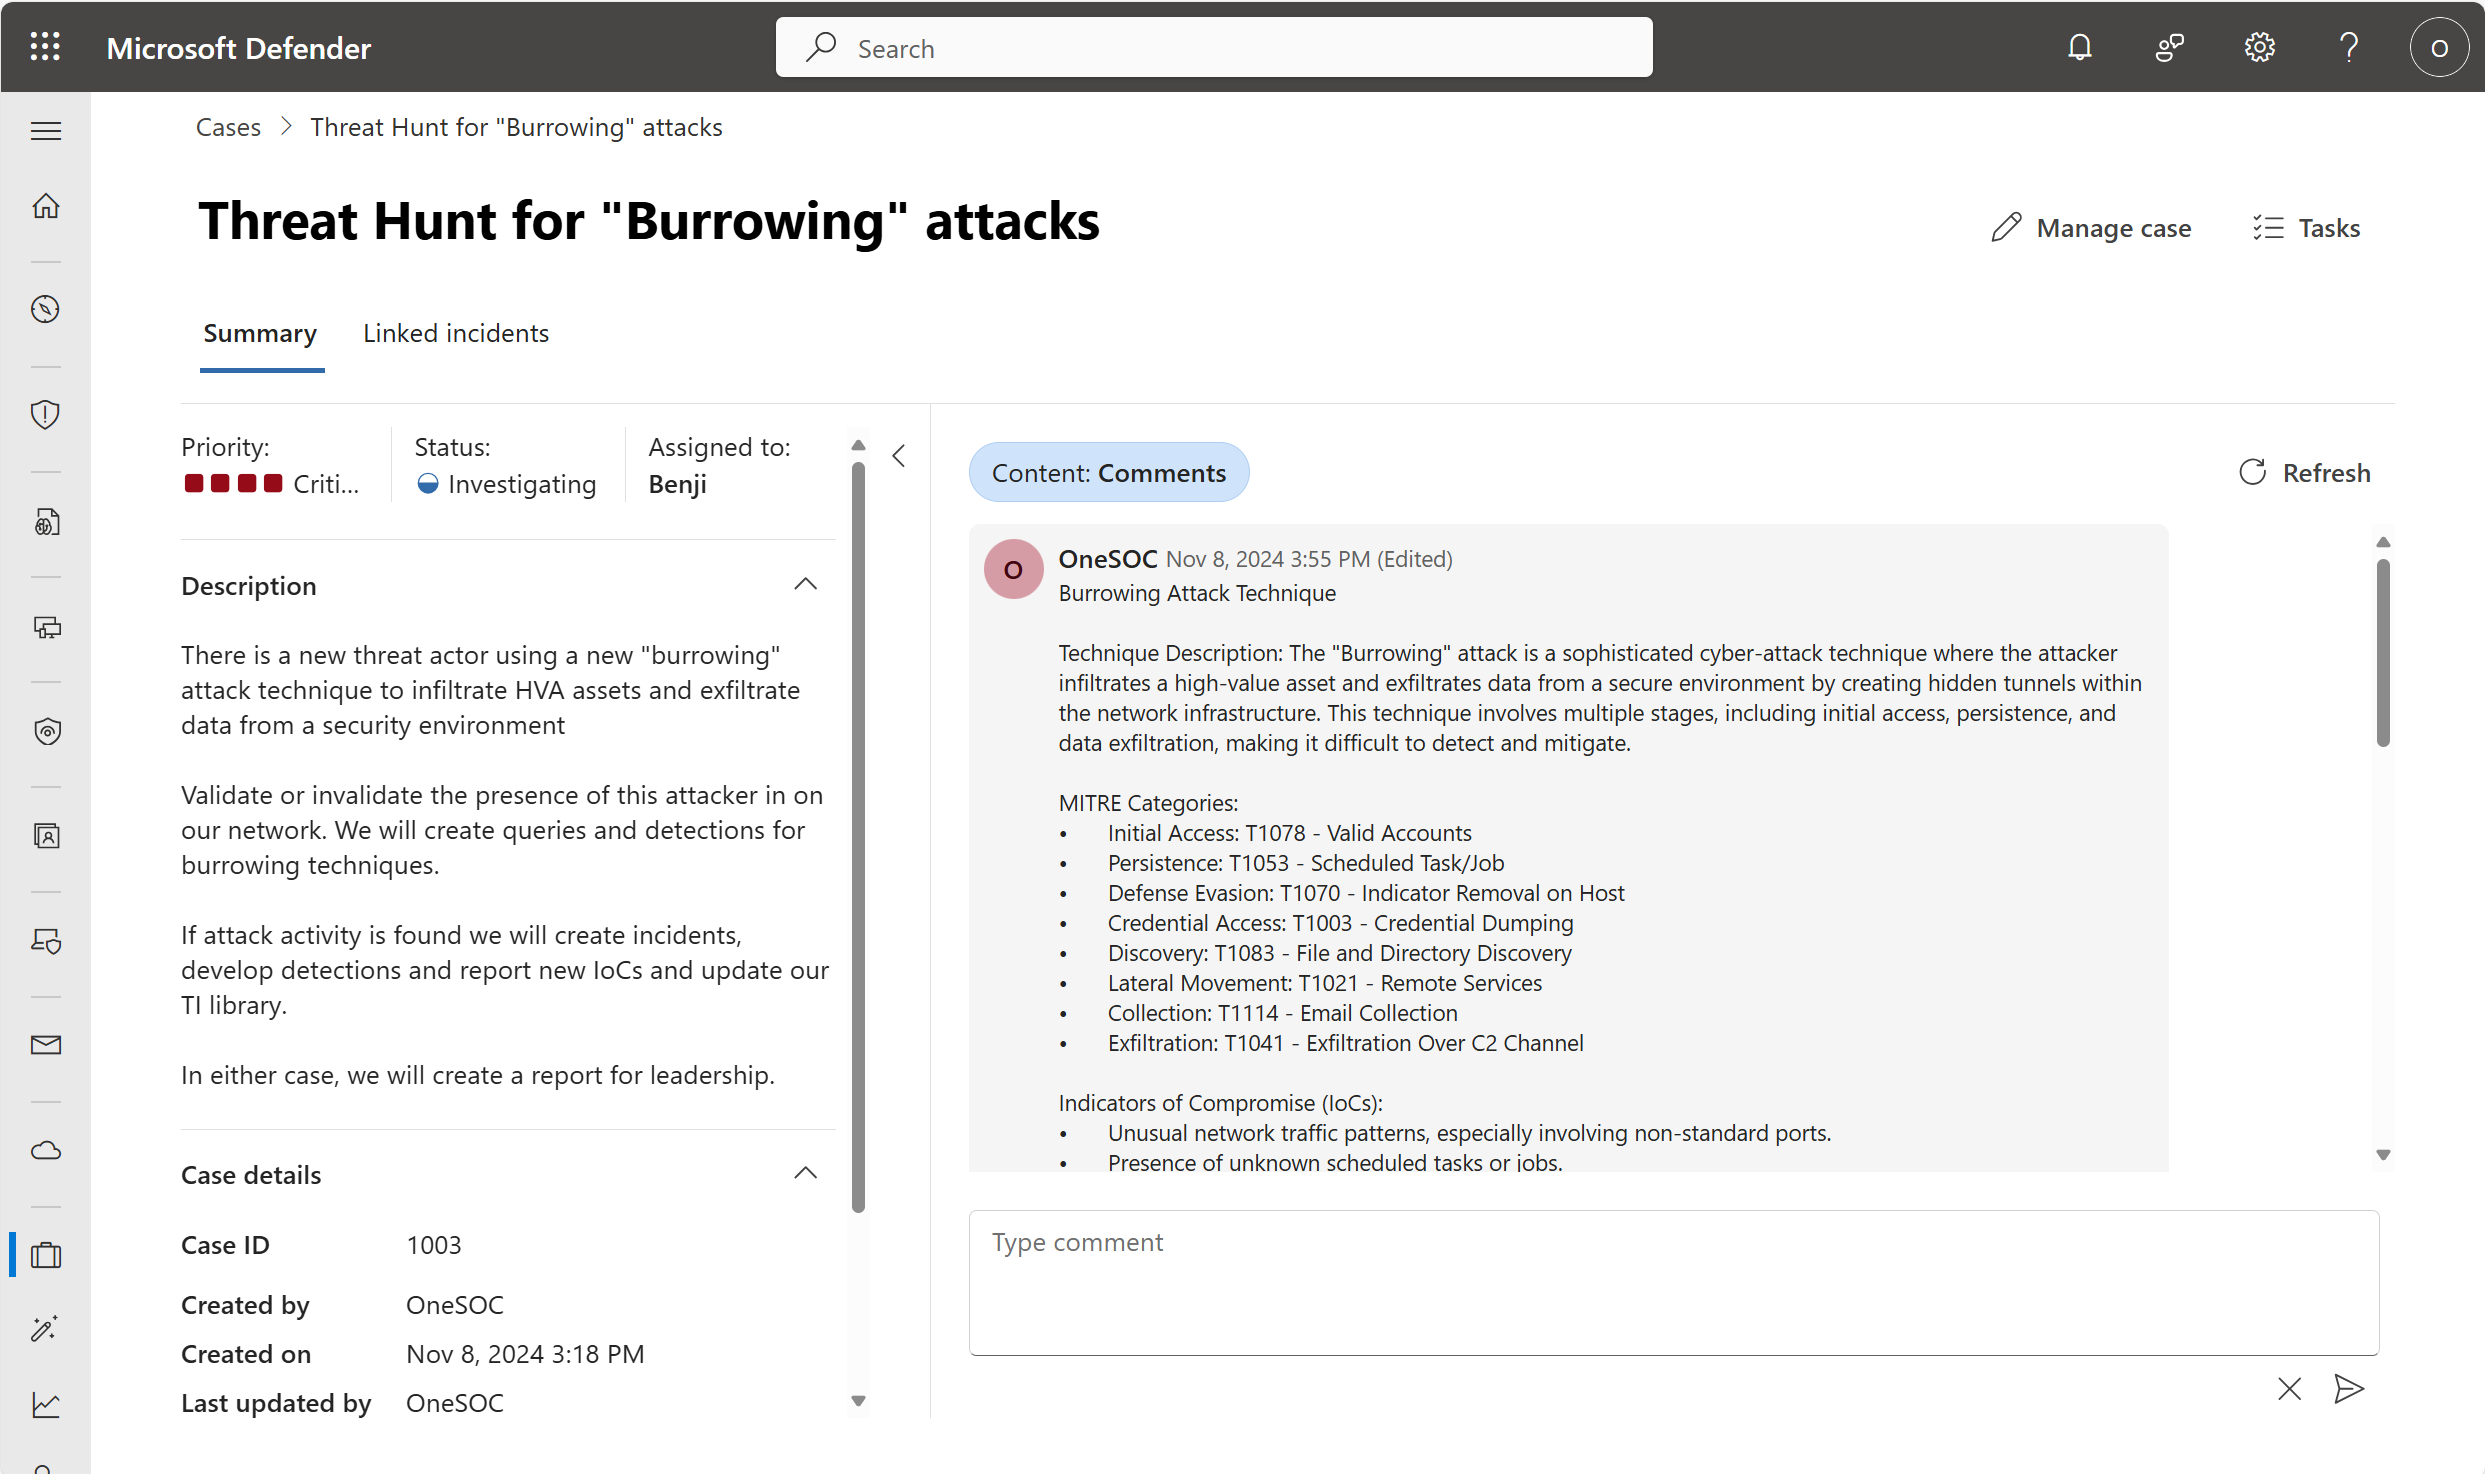 Microsoft Defender
Search
O
Cases > Threat Hunt for "Burrowing" attacks
Threat Hunt for "Burrowing" attacks
Manage case
Tasks
Summary
Linked incidents
Priority:
Criti...
Status:
Investigating
Assigned to:
Benji
Description
There is a new threat actor using a new "burrowing"
attack technique to infiltrate HVA assets and exfiltrate
data from a security environment
Validate or invalidate the presence of this attacker in on
our network. We will create queries and detections for
burrowing techniques.
If attack activity is found we will create incidents,
develop detections and report new IoCs and update our
TI library.
In either case, we will create a report for leadership.
Case details
Case ID 1003
Created by OneSOC
Created on Nov 8, 2024 3:18 PM
Last updated by OneSOC
Content: Comments
Refresh
O
OneSOC Nov 8, 2024 3:55 PM (Edited)
Burrowing Attack Technique
Technique Description: The "Burrowing" attack is a sophisticated cyber-attack technique where the attacker
infiltrates a high-value asset and exfiltrates data from a secure environment by creating hidden tunnels within
the network infrastructure. This technique involves multiple stages, including initial access, persistence, and
data exfiltration, making it difficult to detect and mitigate.
MITRE Categories:
• Initial Access: T1078 - Valid Accounts
• Persistence: T1053 - Scheduled Task/Job
• Defense Evasion: T1070 - Indicator Removal on Host
• Credential Access: T1003 - Credential Dumping
• Discovery: T1083 - File and Directory Discovery
• Lateral Movement: T1021 - Remote Services
• Collection: T1114 - Email Collection
• Exfiltration: T1041 - Exfiltration Over C2 Channel
Indicators of Compromise (IoCs):
• Unusual network traffic patterns, especially involving non-standard ports.
• Presence of unknown scheduled tasks or jobs.
Type comment